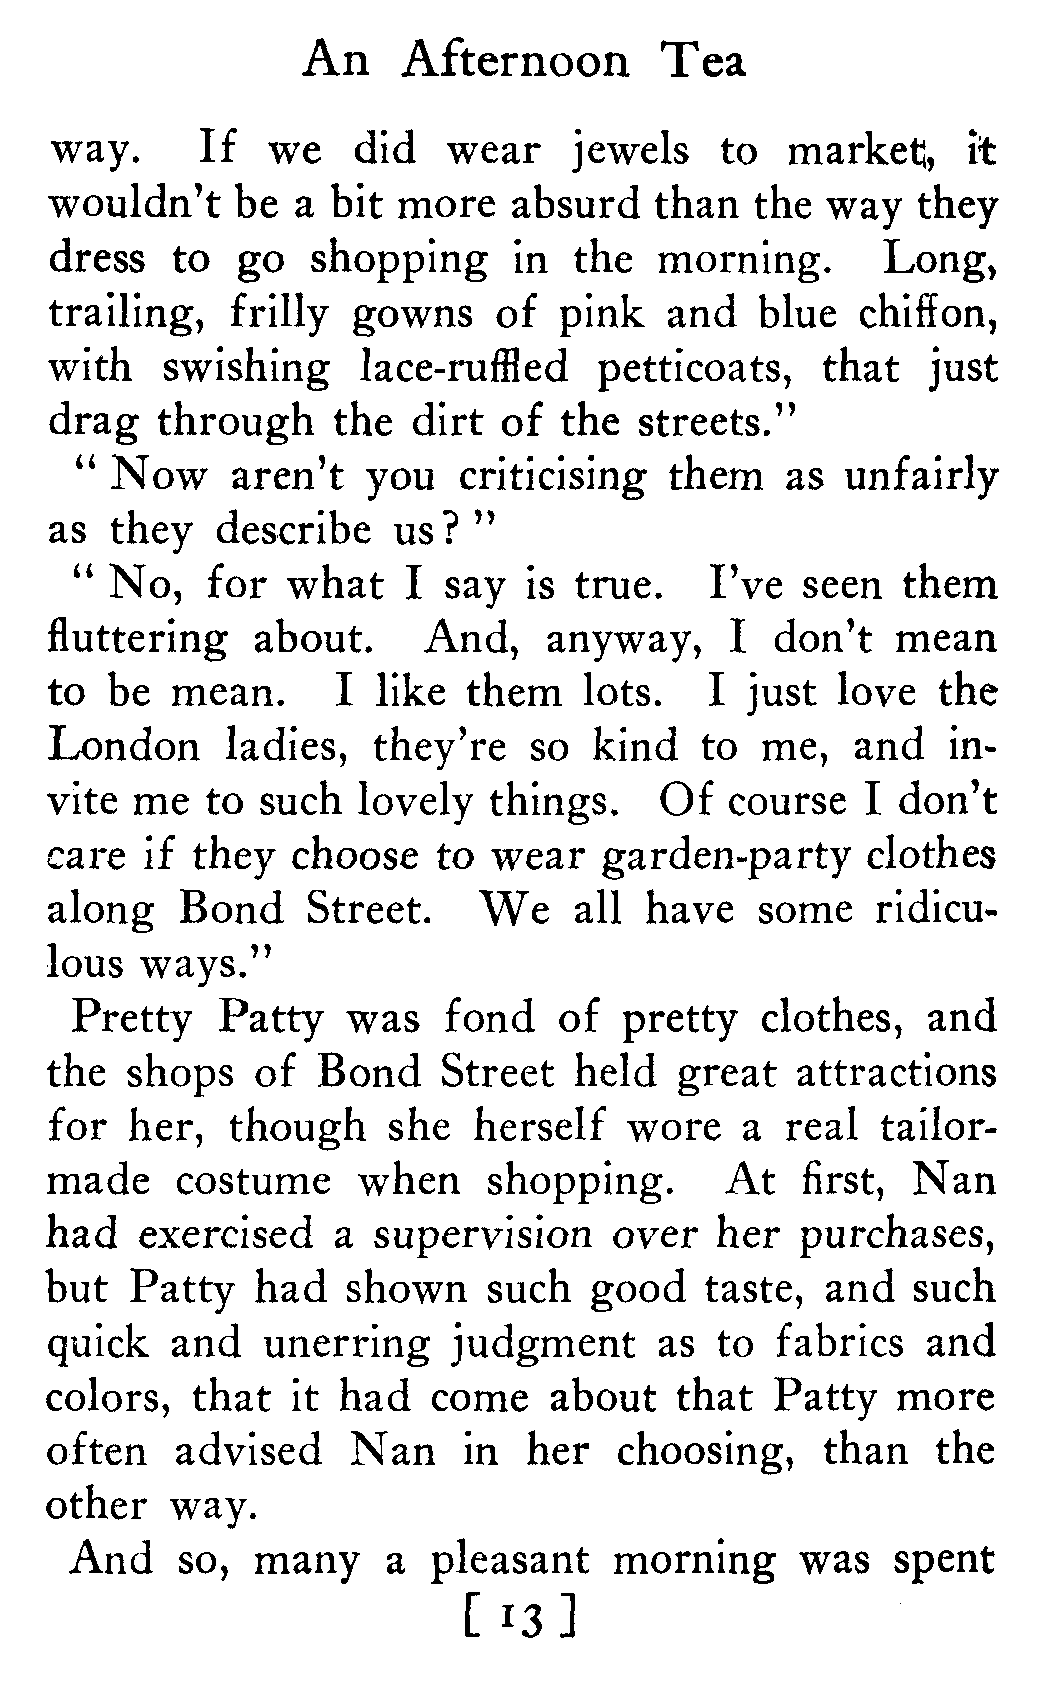 An Afternoon Tea
way. If we did wear jewels to market, it
wouldn't be a bit more absurd than the way they
dress to go shopping in the morning. Long,
trailing, frilly gowns of pink and blue chiffon,
with swishing lace-ruffled petticoats, that just
drag through the dirt of the streets."
" Now aren't you criticising them as unfairly
as they describe us? "
" No, for what I say is true. I've seen them
fluttering about. And, anyway, I don't mean
to be mean. I like them lots. I just love the
London ladies, they're so kind to me, and in-
vite me to such lovely things. Of course I don't
care if they choose to wear garden-party clothes
along Bond Street. We all have some ridicu-
lous ways."
Pretty Patty was fond of pretty clothes, and
the shops of Bond Street held great attractions
for her, though she herself wore a real tailor-
made costume when shopping. At first, Nan
had exercised a supervision over her purchases,
but Patty had shown such good taste, and such
quick and unerring judgment as to fabrics and
colors, that it had come about that Patty more
often advised Nan in her choosing, than the
other way.
And so, many a pleasant morning was spent
[ 13 ]